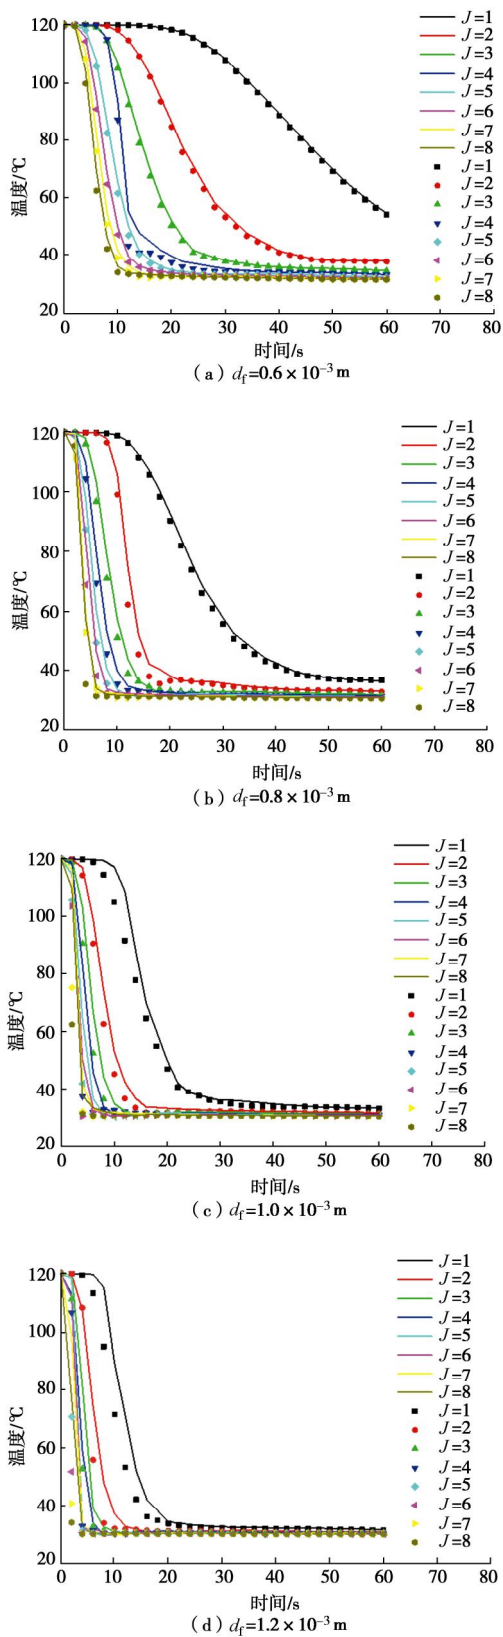 120
100
80
60
40
20
温度/℃
0 10 20 30 40 50 60 70 80
时间/s
J=1
J=2
J=3
J=4
J=5
J=6
J=7
J=8
J=1
J=2
J=3
J=4
J=5
J=6
J=7
J=8
(a) df=0.6×10−3 m
120
100
80
60
40
20
温度/℃
0 10 20 30 40 50 60 70 80
时间/s
J=1
J=2
J=3
J=4
J=5
J=6
J=7
J=8
J=1
J=2
J=3
J=4
J=5
J=6
J=7
J=8
(b) df=0.8×10−3 m
120
100
80
60
40
20
温度/℃
0 10 20 30 40 50 60 70 80
时间/s
J=1
J=2
J=3
J=4
J=5
J=6
J=7
J=8
J=1
J=2
J=3
J=4
J=5
J=6
J=7
J=8
(c) df=1.0×10−3 m
120
100
80
60
40
20
温度/℃
0 10 20 30 40 50 60 70 80
时间/s
J=1
J=2
J=3
J=4
J=5
J=6
J=7
J=8
J=1
J=2
J=3
J=4
J=5
J=6
J=7
J=8
(d) df=1.2×10−3 m